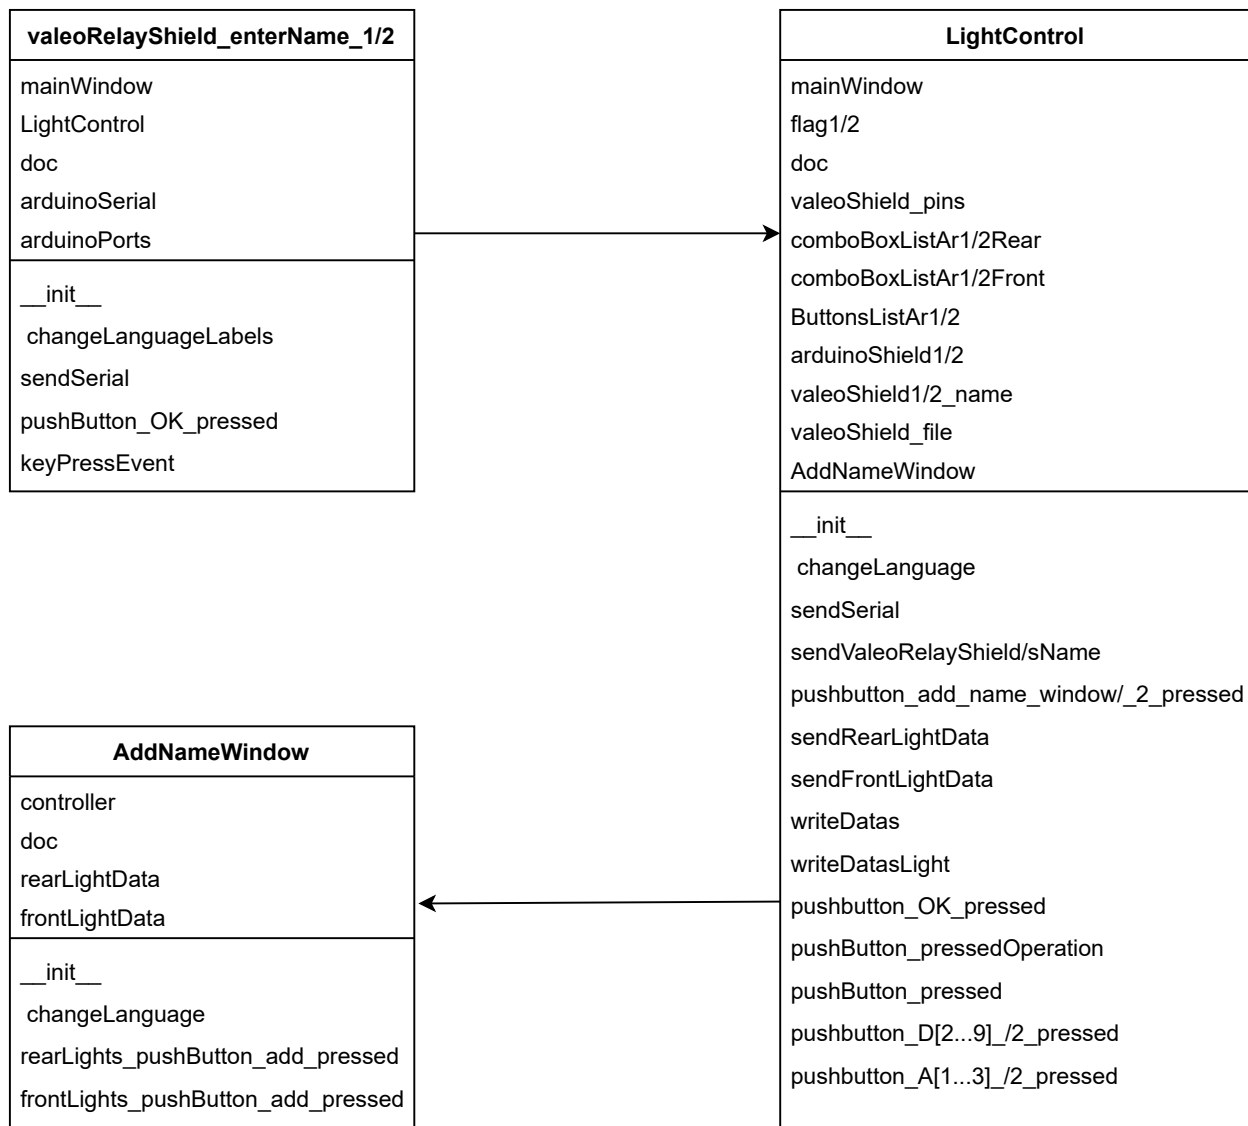 valeoRelayShield_enterName_1/2
mainWindow
LightControl
doc
arduinoSerial
arduinoPorts
__init__
changeLanguageLabels
sendSerial
pushButton_OK_pressed
keyPressEvent
LightControl
mainWindow
flag1/2
doc
valeoShield_pins
comboBoxListAr1/2Rear
comboBoxListAr1/2Front
ButtonsListAr1/2
arduinoShield1/2
valeoShield1/2_name
valeoShield_file
AddNameWindow
__init__
changeLanguage
sendSerial
sendValeoRelayShield/sName
pushbutton_add_name_window/_2_pressed
sendRearLightData
sendFrontLightData
writeDatas
writeDatasLight
pushbutton_OK_pressed
pushButton_pressedOperation
pushButton_pressed
pushbutton_D[2...9]_/2_pressed
pushbutton_A[1...3]_/2_pressed
AddNameWindow
controller
doc
rearLightData
frontLightData
__init__
changeLanguage
rearLights_pushButton_add_pressed
frontLights_pushButton_add_pressed